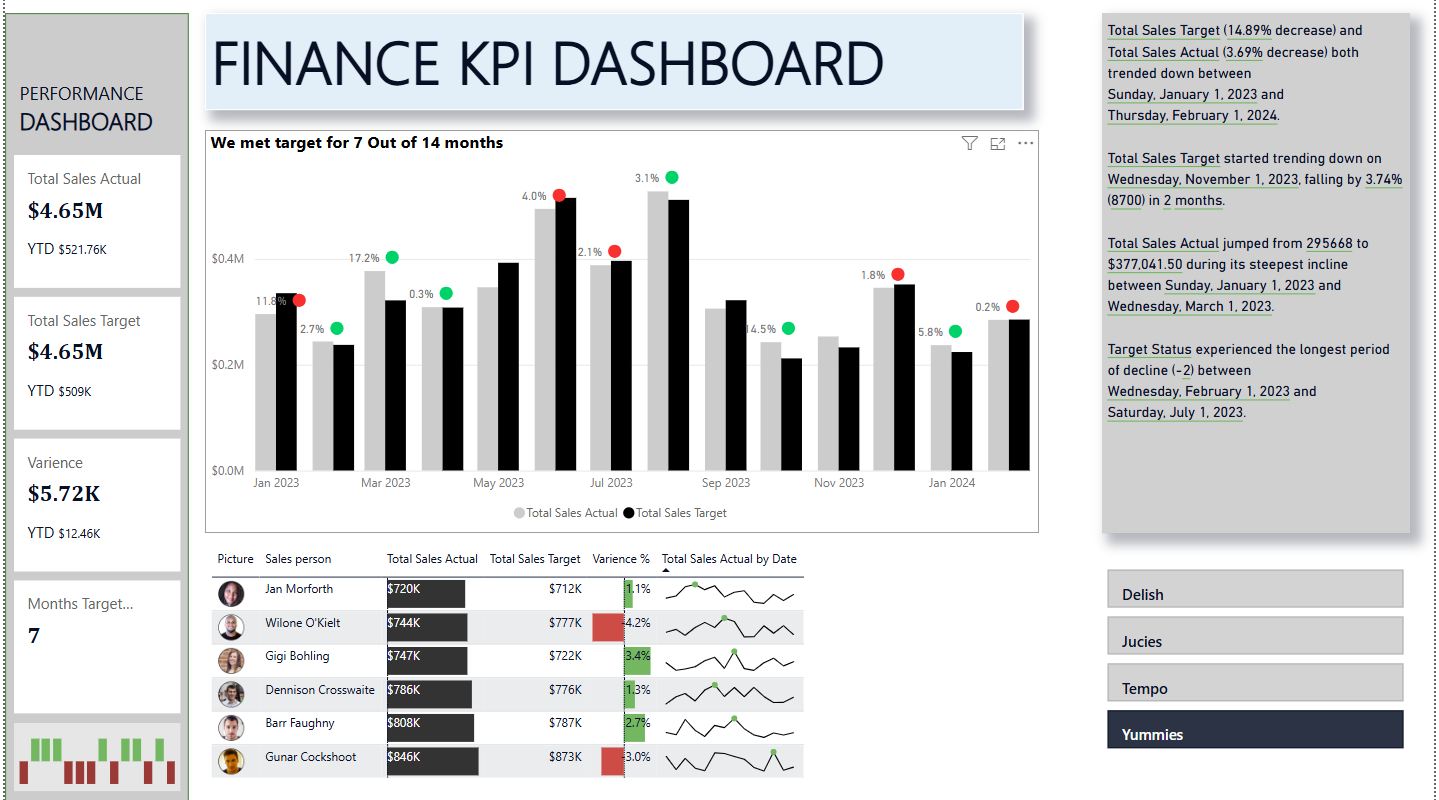 PERFORMANCE
DASHBOARD
Total Sales Actual
$4.65M
YTD $521.76K
Total Sales Target
$4.65M
YTD $509K
Varience
$5.72K
YTD $12.46K
Months Target...
7
FINANCE KPI DASHBOARD
We met target for 7 Out of 14 months
3.1%
4.0%
17.2%
2.1%
$0.4M
1.8%
11.8%
0.3%
0.2%
2.7%
14.5%
5.8%
$0.2M
$0.0M
Jan 2023 Mar 2023 May 2023 Jul 2023 Sep 2023 Nov 2023 Jan 2024
Total Sales Actual Total Sales Target
Picture Sales person Total Sales Actual Total Sales Target Varience % Total Sales Actual by Date
Jan Morforth $720K $712K 1.1%
Wilone O'Kielt $744K $777K -4.2%
Gigi Bohling $747K $722K 3.4%
Dennison Crosswaite $786K $776K 1.3%
Barr Faughny $808K $787K 2.7%
Gunar Cockshoot $846K $873K -3.0%
Total Sales Target (14.89% decrease) and
Total Sales Actual (3.69% decrease) both
trended down between
Sunday, January 1, 2023 and
Thursday, February 1, 2024.
Total Sales Target started trending down on
Wednesday, November 1, 2023, falling by 3.74%
(8700) in 2 months.
Total Sales Actual jumped from 295668 to
$377,041.50 during its steepest incline
between Sunday, January 1, 2023 and
Wednesday, March 1, 2023.
Target Status experienced the longest period
of decline (-2) between
Wednesday, February 1, 2023 and
Saturday, July 1, 2023.
Delish
Jucies
Tempo
Yummies